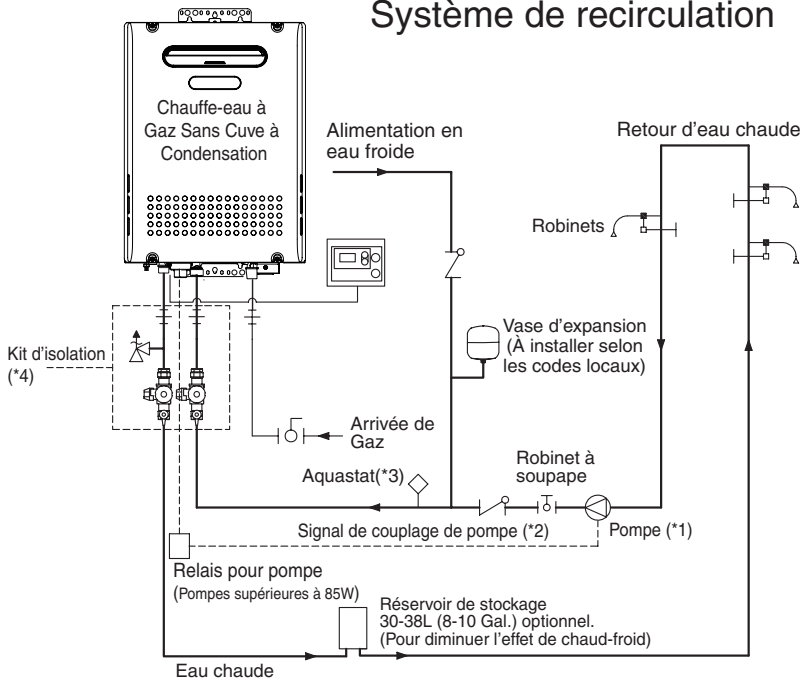 Système de recirculation
Chauffe-eau à
Gaz Sans Cuve à
Condensation
Alimentation en
eau froide
Retour d'eau chaude
Robinets
Vase d'expansion
(À installer selon
les codes locaux)
Kit d'isolation
(*4)
Arrivée de
Gaz
Robinet à
soupape
Aquastat(*3)
Signal de couplage de pompe (*2)
Pompe (*1)
Relais pour pompe
(Pompes supérieures à 85W)
Réservoir de stockage
30-38L (8-10 Gal.) optionnel.
(Pour diminuer l'effet de chaud-froid)
Eau chaude